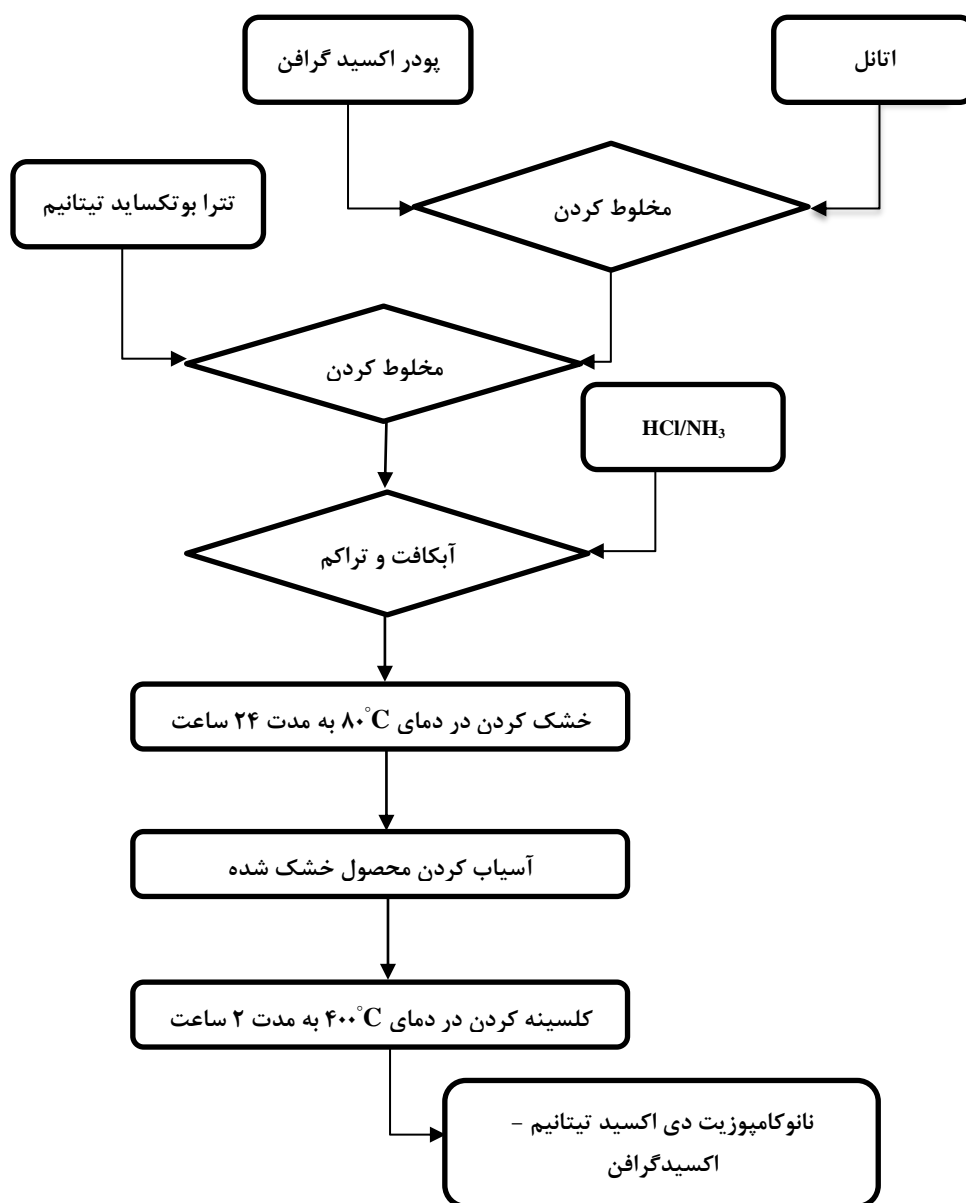 پودر اکسید گرافن
اتانل
مخلوط کردن
تترا بوتکساید تیتانیم
مخلوط کردن
HCl/NH₃
آبکافت و تراکم
خشک کردن در دمای ۸۰°C به مدت ۲۴ ساعت
آسیاب کردن محصول خشک شده
کلسینه کردن در دمای ۴۰۰°C به مدت ۲ ساعت
نانوکامپوزیت دی اکسید تیتانیم –
اکسیدگرافن